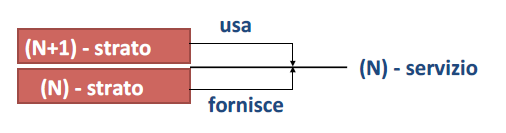 usa
(N+1) - strato
(N) - servizio
(N) - strato
fornisce